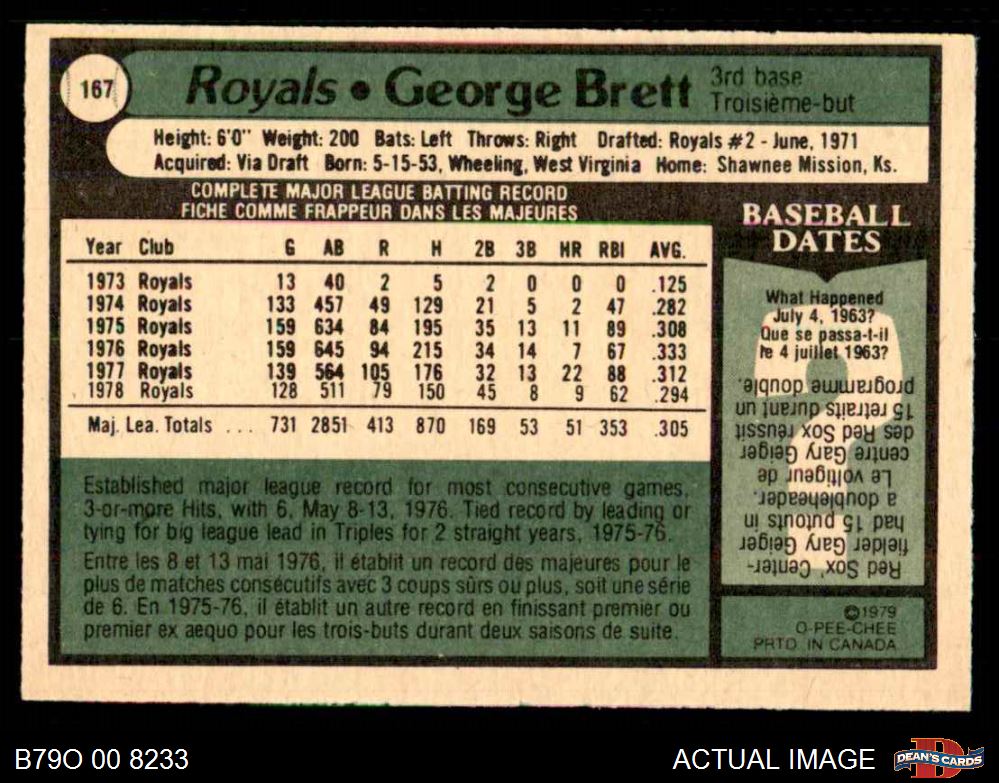 167
Royals • George Brett
3rd base
Troisième-but
Height: 6'0" Weight: 200 Bats: Left Throws: Right Drafted: Royals #2 - June, 1971
Acquired: Via Draft Born: 5-15-53, Wheeling, West Virginia Home: Shawnee Mission, Ks.
COMPLETE MAJOR LEAGUE BATTING RECORD
FICHE COMME FRAPPEUR DANS LES MAJEURES
Year Club G AB R H 2B 3B HR RBI AVG.
1973 Royals 13 40 2 5 2 0 0 0 .125
1974 Royals 133 457 49 129 21 5 2 47 .282
1975 Royals 159 634 84 195 35 13 11 89 .308
1976 Royals 159 645 94 215 34 14 7 67 .333
1977 Royals 139 564 105 176 32 13 22 88 .312
1978 Royals 128 511 79 150 45 8 9 62 .294
Maj. Lea. Totals ... 731 2851 413 870 169 53 51 353 .305
Established major league record for most consecutive games,
3-or-more Hits, with 6, May 8-13, 1976. Tied record by leading or
tying for big league lead in Triples for 2 straight years, 1975-76.
Entre les 8 et 13 mai 1976, il établit un record des majeures pour le
plus de matches consécutifs avec 3 coups sûrs ou plus, soit une série
de 6. En 1975-76, il établit un autre record en finissant premier ou
premier ex aequo pour les trois-buts durant deux saisons de suite.
BASEBALL
DATES
What Happened
July 4, 1963?
Que se passa-t-il
le 4 juillet 1963?
Red Sox' Center-
fielder Gary Geiger
had 15 putouts in
a doubleheader.
Le voltigeur de
centre Gary Geiger
des Red Sox réussit
15 retraits durant un
programme double.
©1979
O-PEE-CHEE
PRTD. IN CANADA
B79O 00 8233
ACTUAL IMAGE
D
DEAN'S CARDS